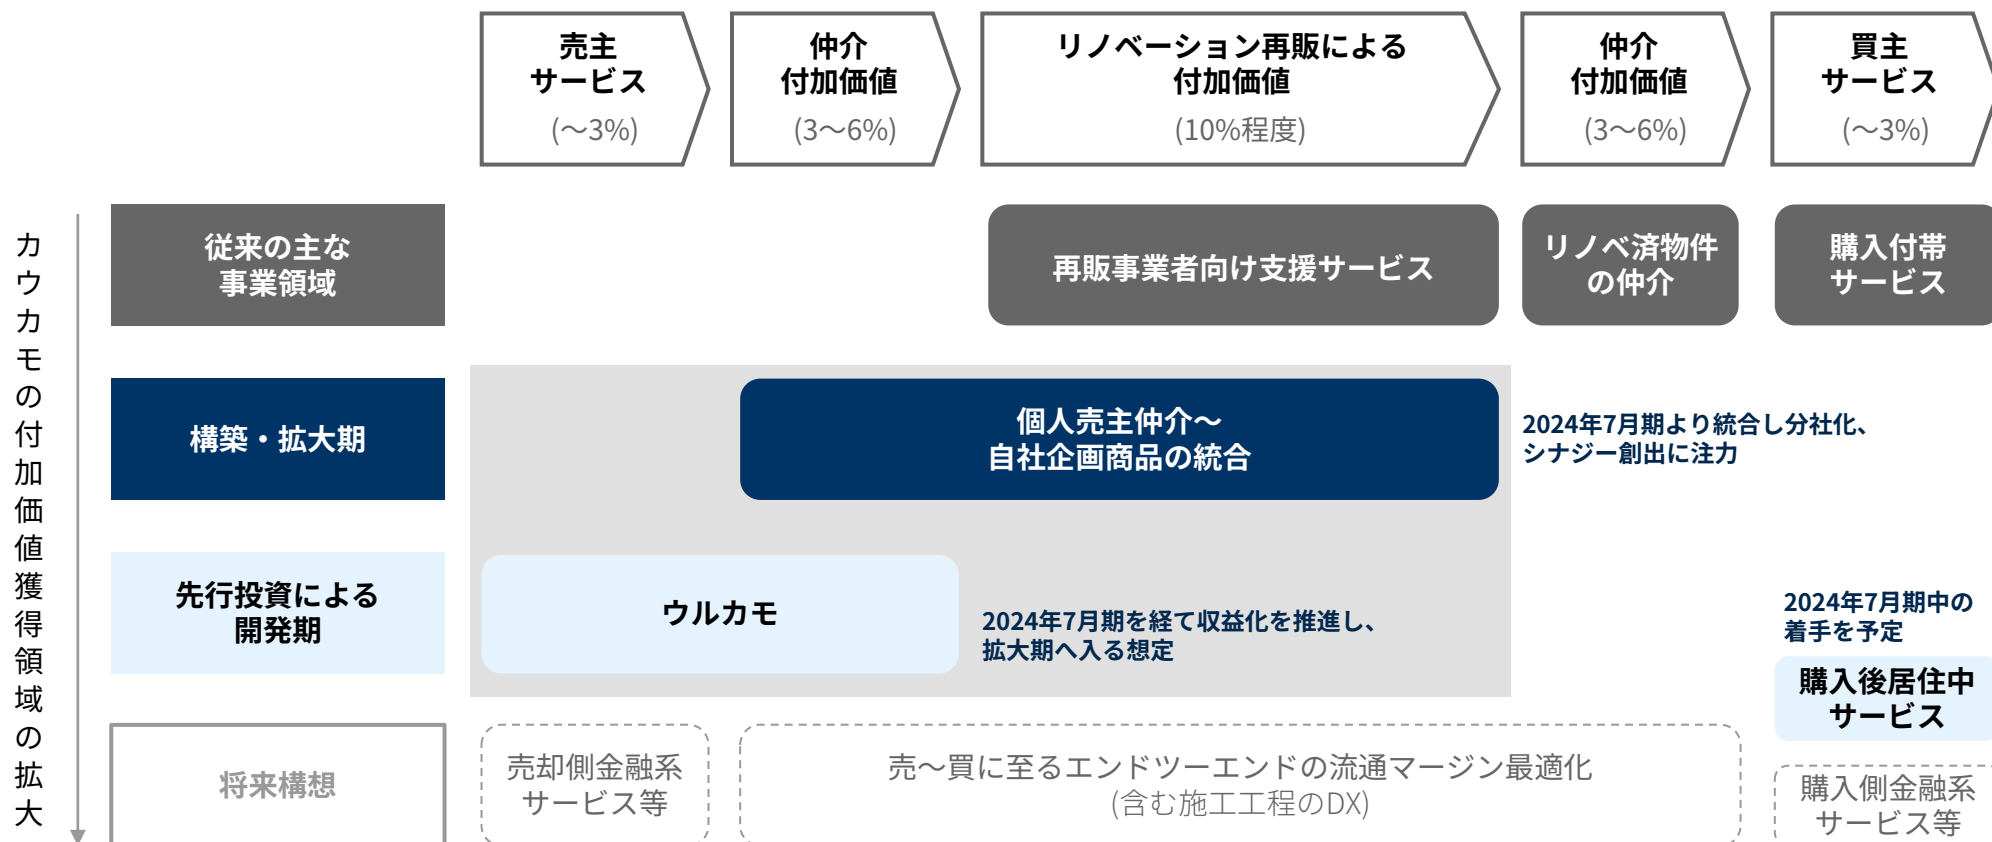 売主
サービス
(～3%)
仲介
付加価値
(3～6%)
リノベーション再販による
付加価値
(10%程度)
仲介
付加価値
(3～6%)
買主
サービス
(～3%)
カウカモの付加価値獲得領域の拡大
従来の主な
事業領域
再販事業者向け支援サービス
リノベ済物件
の仲介
購入付帯
サービス
構築・拡大期
個人売主仲介～
自社企画商品の統合
2024年7月期より統合し分社化、
シナジー創出に注力
先行投資による
開発期
ウルカモ
2024年7月期を経て収益化を推進し、
拡大期へ入る想定
2024年7月期中の
着手を予定
購入後居住中
サービス
将来構想
売却側金融系
サービス等
売～買に至るエンドツーエンドの流通マージン最適化
(含む施工工程のDX)
購入側金融系
サービス等